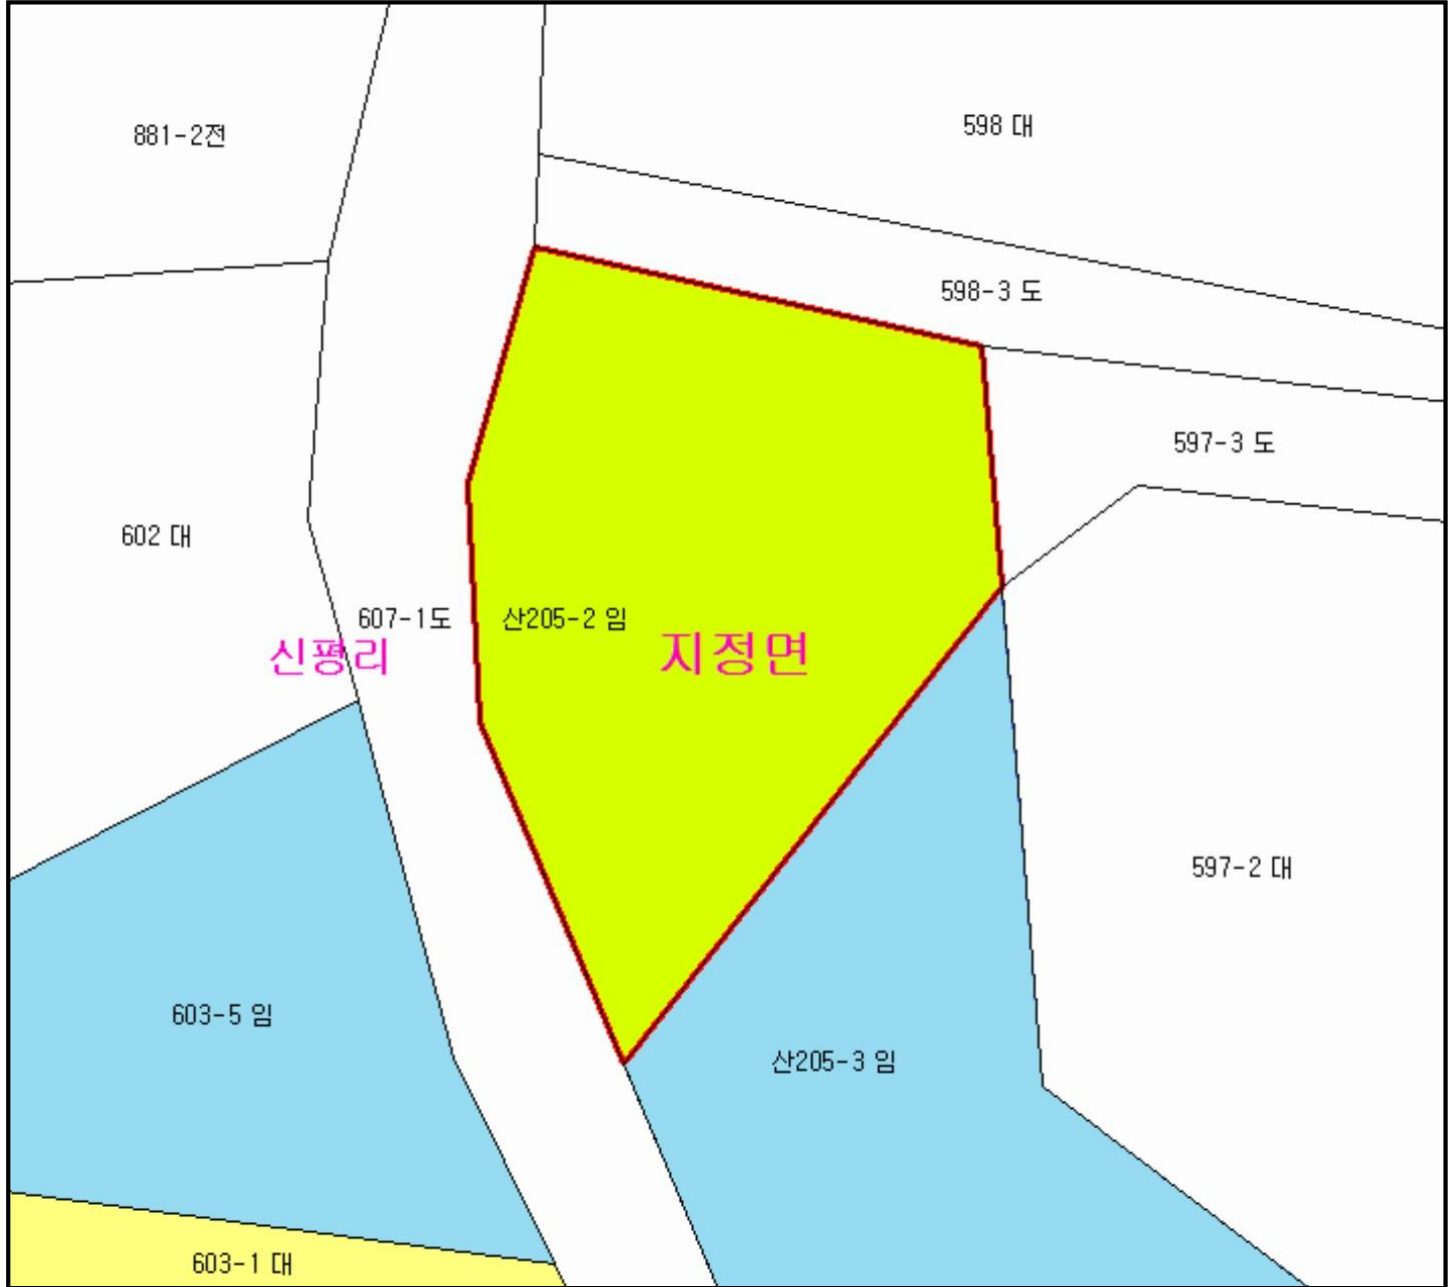 881-2전
598 대
598-3 도
597-3 도
602 대
607-1도
산205-2 임
신평리
지정면
597-2 대
603-5 임
산205-3 임
603-1 대